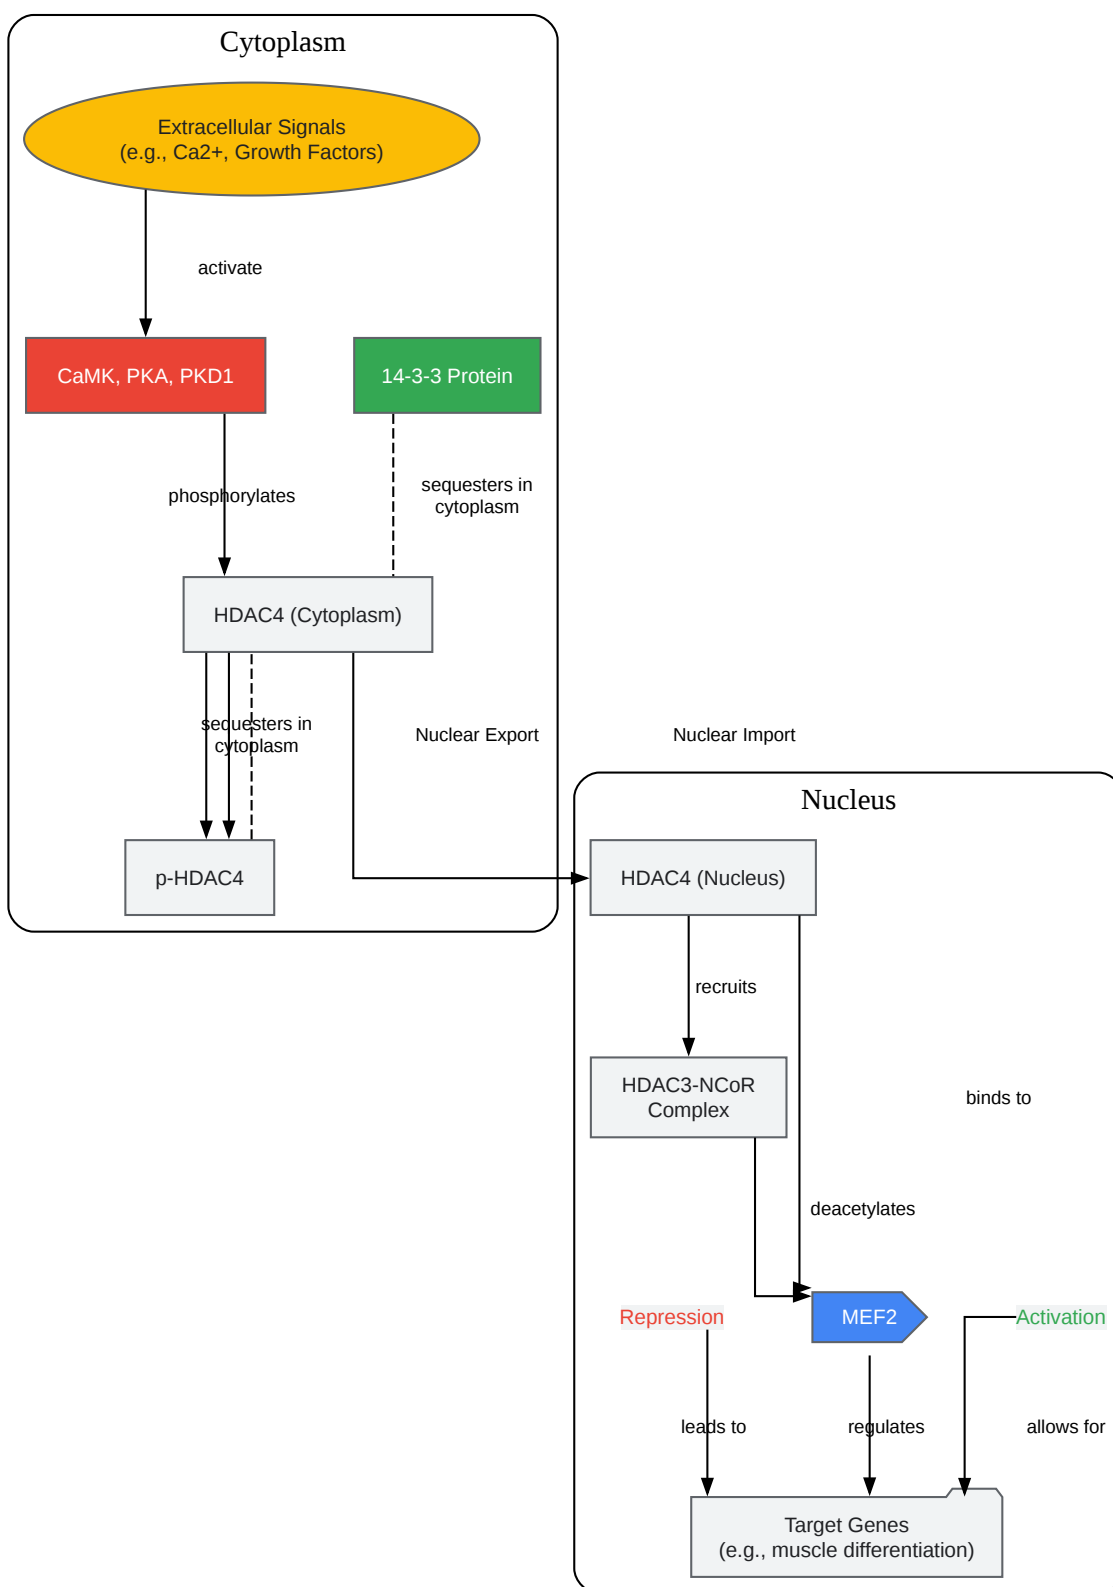 Cytoplasm
Extracellular Signals
(e.g., Ca2+, Growth Factors)
activate
CaMK, PKA, PKD1
14-3-3 Protein
phosphorylates
sequesters in
cytoplasm
HDAC4 (Cytoplasm)
sequesters in
cytoplasm
Nuclear Export
Nuclear Import
Nucleus
p-HDAC4
HDAC4 (Nucleus)
recruits
HDAC3-NCoR
Complex
binds to
deacetylates
Repression
MEF2
Activation
leads to
regulates
allows for
Target Genes
(e.g., muscle differentiation)